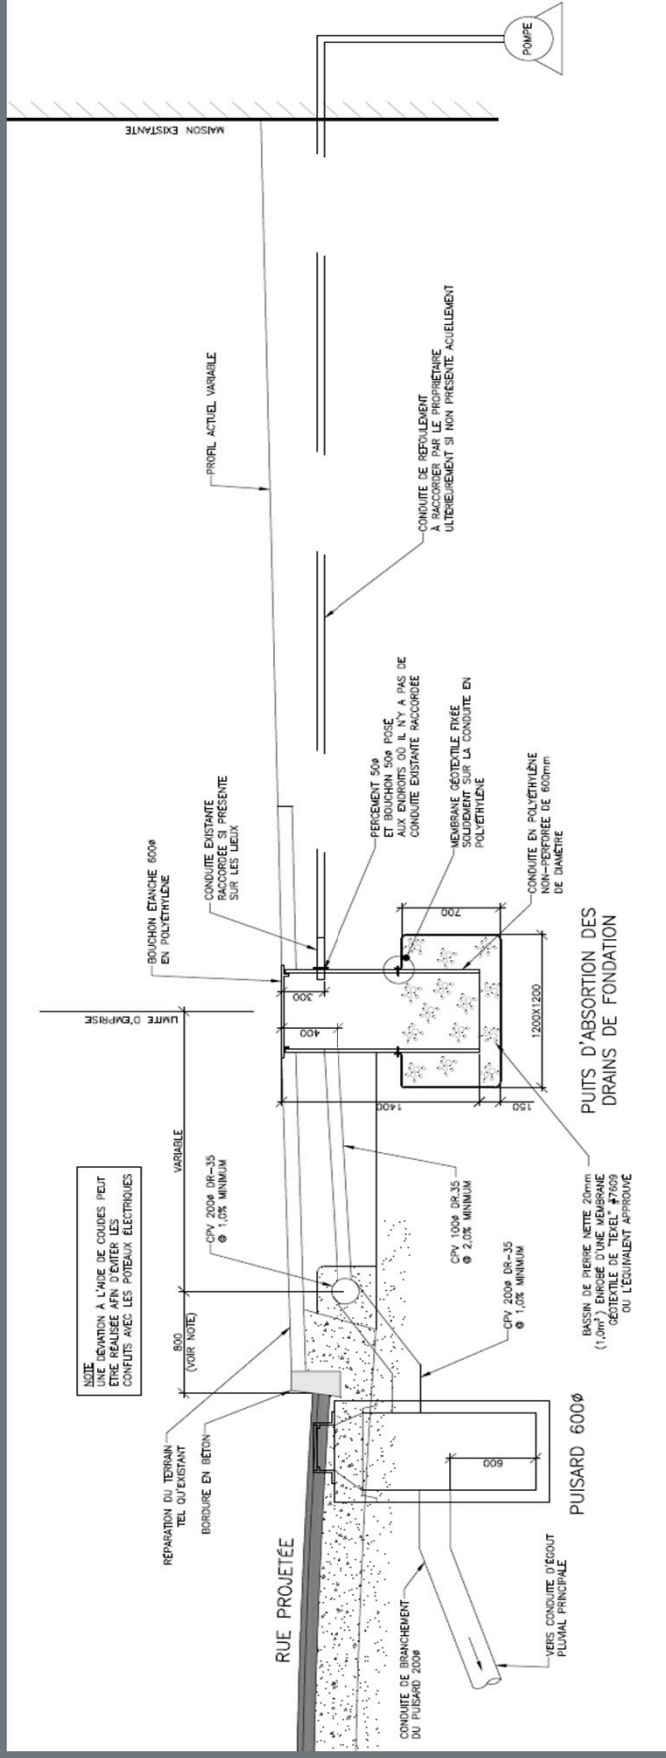 NOTE
UNE DÉVIATION À L'AIDE DE COUDES PEUT
ÊTRE RÉALISÉE AFIN D'ÉVITER LES
CONFLITS AVEC LES POTEAUX ÉLECTRIQUES
RÉPARATION DU TERRAIN
TEL QU'EXISTANT
BORDURE EN BÉTON
800
(VOIR NOTE)
VARIABLE
LIMITE D'EMPRISE
CPV 200ø DR-35
@ 1,0% MINIMUM
BOUCHON ÉTANCHE 600ø
EN POLYÉTHYLÈNE
CONDUITE EXISTANTE
RACCORDÉE SI PRÉSENTE
SUR LES LIEUX
PROFIL ACTUEL VARIABLE
MAISON EXISTANTE
POMPE
RUE PROJETÉE
300
400
1400
150
700
1200X1200
600
CONDUITE DE REFOULEMENT
À RACCORDER PAR LE PROPRIÉTAIRE
ULTÉRIEUREMENT SI NON PRÉSENTE ACUELLEMENT
PERCEMENT 50ø
ET BOUCHON 50ø POSÉ
AUX ENDROITS OÙ IL N'Y A PAS DE
CONDUITE EXISTANTE RACCORDÉE
MEMBRANE GÉOTEXTILE FIXÉE
SOLIDEMENT SUR LA CONDUITE EN
POLYÉTHYLÈNE
CONDUITE EN POLYÉTHYLÈNE
NON-PERFORÉE DE 600mm
DE DIAMÈTRE
CPV 100ø DR.35
@ 2,0% MINIMUM
CPV 200ø DR-35
@ 1,0% MINIMUM
CONDUITE DE BRANCHEMENT
DU PUISARD 200ø
VERS CONDUITE D'ÉGOUT
PLUVIAL PRINCIPALE
PUISARD 600ø
BASSIN DE PIERRE NETTE 20mm
(1,0m³) ENROBÉ D'UNE MEMBRANE
GÉOTEXTILE DE "TEXEL" #7609
OU L'ÉQUIVALENT APPROUVÉ
PUITS D'ABSORTION DES
DRAINS DE FONDATION